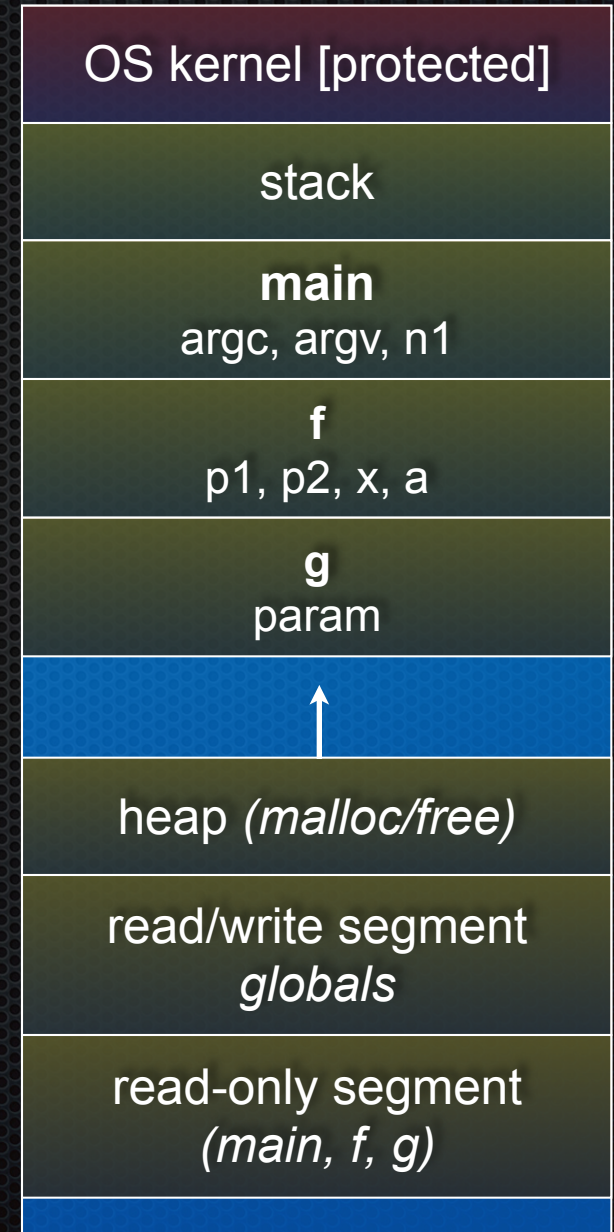 OS kernel [protected]
stack
main
argc, argv, n1
f
p1, p2, x, a
g
param
heap (malloc/free)
read/write segment
globals
read-only segment
(main, f, g)